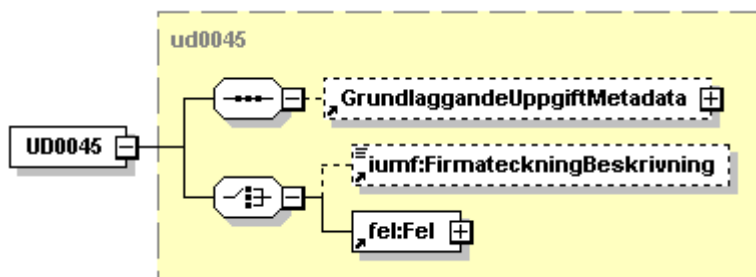 ud0045
GrundlaggandeUppgiftMetadata
UD0045
iumf:FirmateckningBeskrivning
fel:Fel